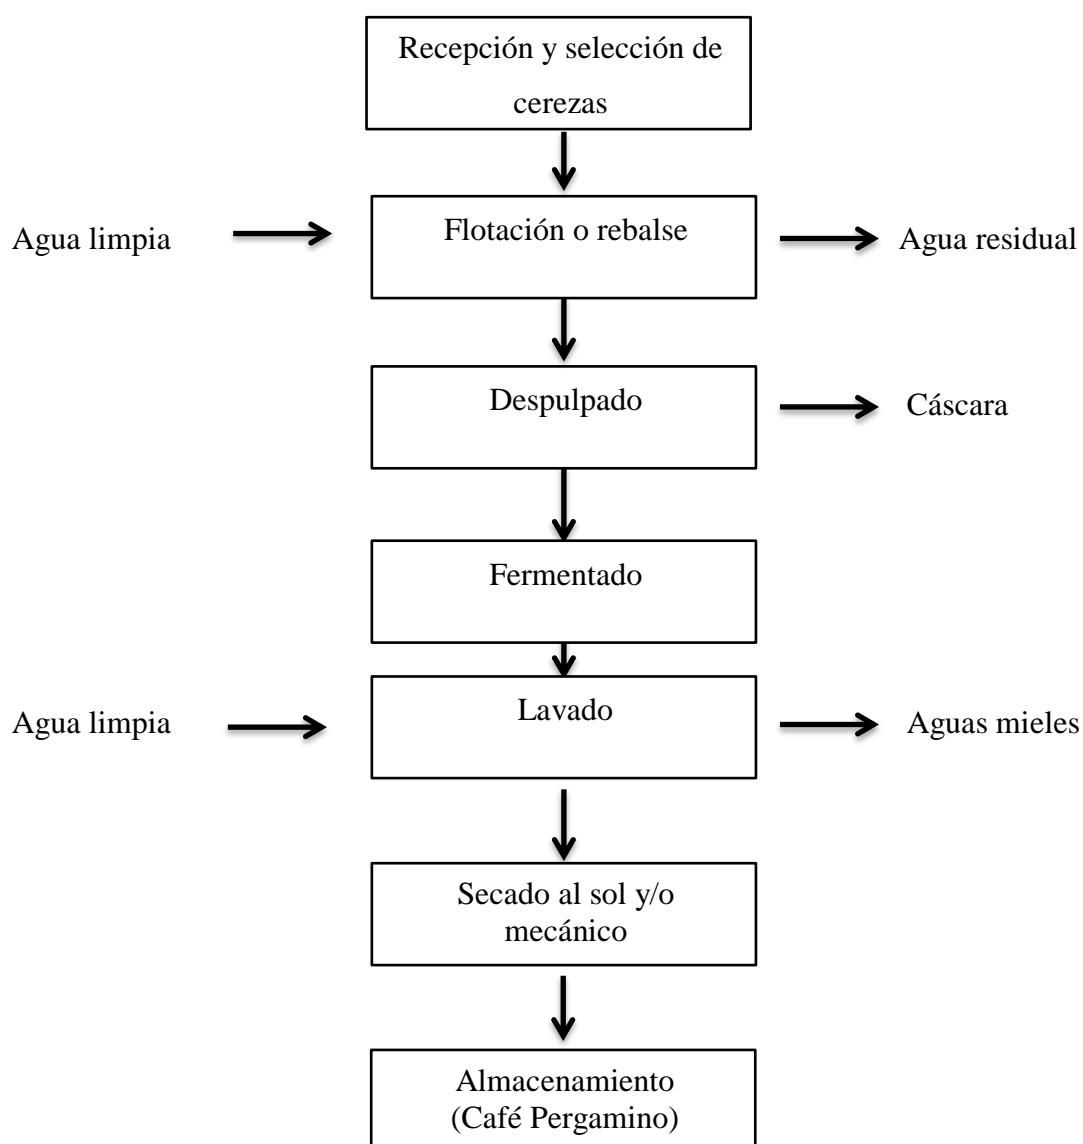 Recepción y selección de
cerezas
Agua limpia
Flotación o rebalse
Agua residual
Despulpado
Cáscara
Fermentado
Agua limpia
Lavado
Aguas mieles
Secado al sol y/o
mecánico
Almacenamiento
(Café Pergamino)